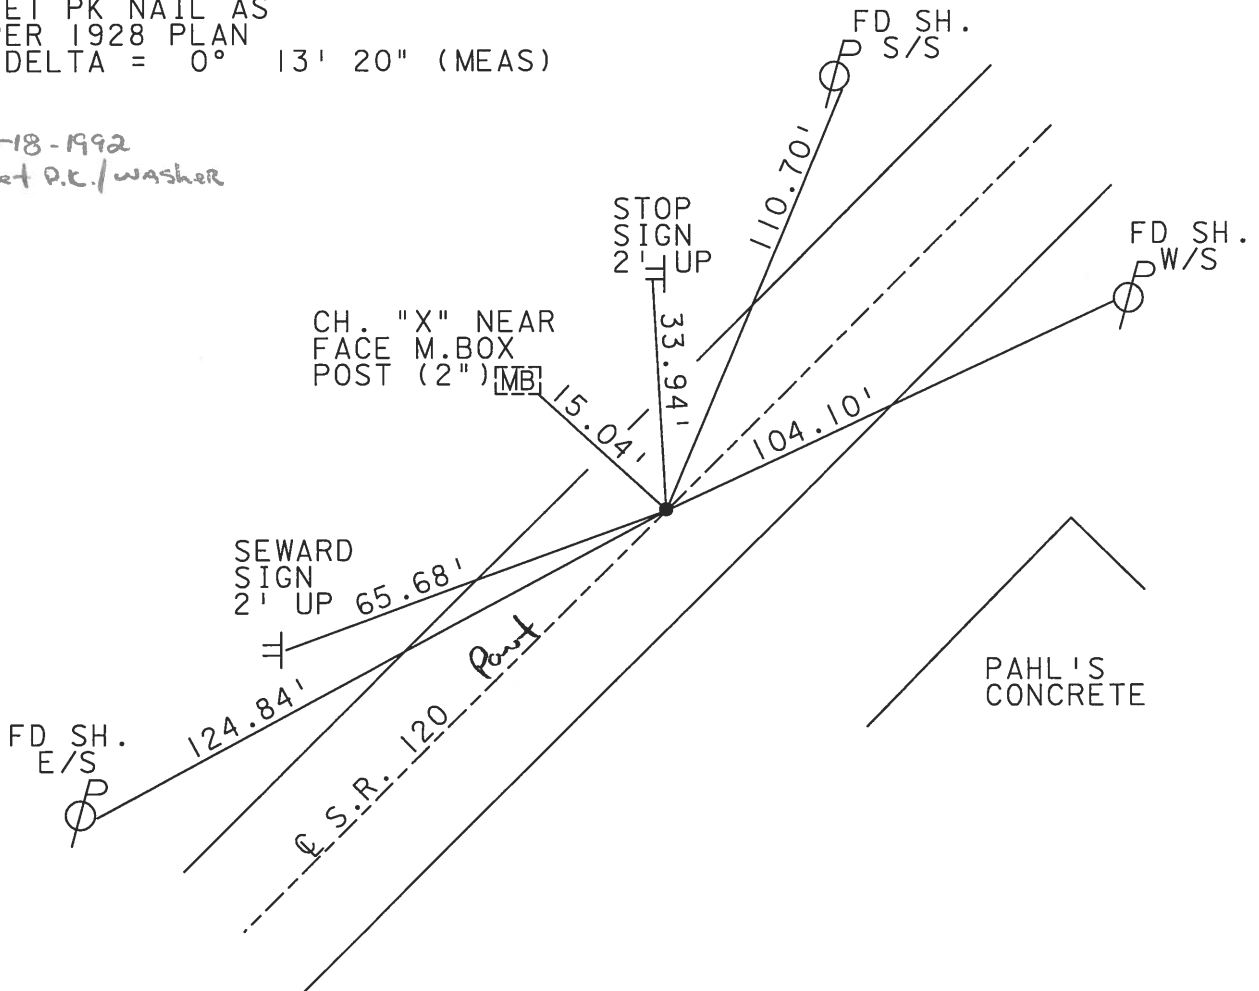 ET PK NAIL AS
PER 1928 PLAN
DELTA = 0° 13' 20" (MEAS)
-18-1992
et P.K./WASHER
FD SH.
S/S
110.70'
STOP
SIGN
2' UP
FD SH.
W/S
CH. "X" NEAR
FACE M.BOX
POST (2")
MB
33.94'
15.04'
104.10'
SEWARD
SIGN
2' UP
65.68'
124.84'
FD SH.
E/S
℄ S.R. 120
PAHL'S
CONCRETE